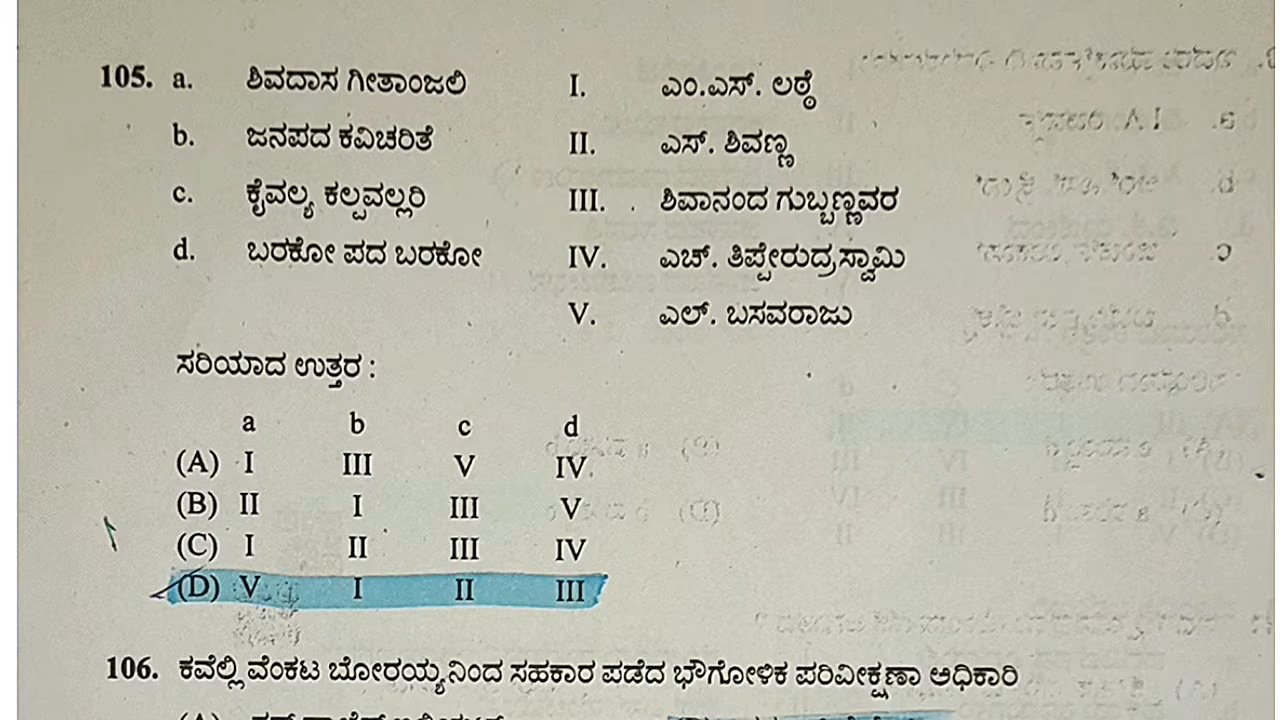 105. a. ಶಿವದಾಸ ಗೀತಾಂಜಲಿ I. ಎಂ.ಎಸ್. ಲಠ್ಠೆ
b. ಜನಪದ ಕವಿಚರಿತೆ II. ಎಸ್. ಶಿವಣ್ಣ
c. ಕೈವಲ್ಯ ಕಲ್ಪವಲ್ಲರಿ III. ಶಿವಾನಂದ ಗುಬ್ಬಣ್ಣವರ
d. ಬರಕೋ ಪದ ಬರಕೋ IV. ಎಚ್. ತಿಪ್ಪೇರುದ್ರಸ್ವಾಮಿ
V. ಎಲ್. ಬಸವರಾಜು
ಸರಿಯಾದ ಉತ್ತರ :
a b c d
(A) I III V IV
(B) II I III V
(C) I II III IV
(D) V I II III
106. ಕವೆಲ್ಲಿ ವೆಂಕಟ ಬೋರಯ್ಯನಿಂದ ಸಹಕಾರ ಪಡೆದ ಭೌಗೋಳಿಕ ಪರಿವೀಕ್ಷಣಾ ಅಧಿಕಾರಿ